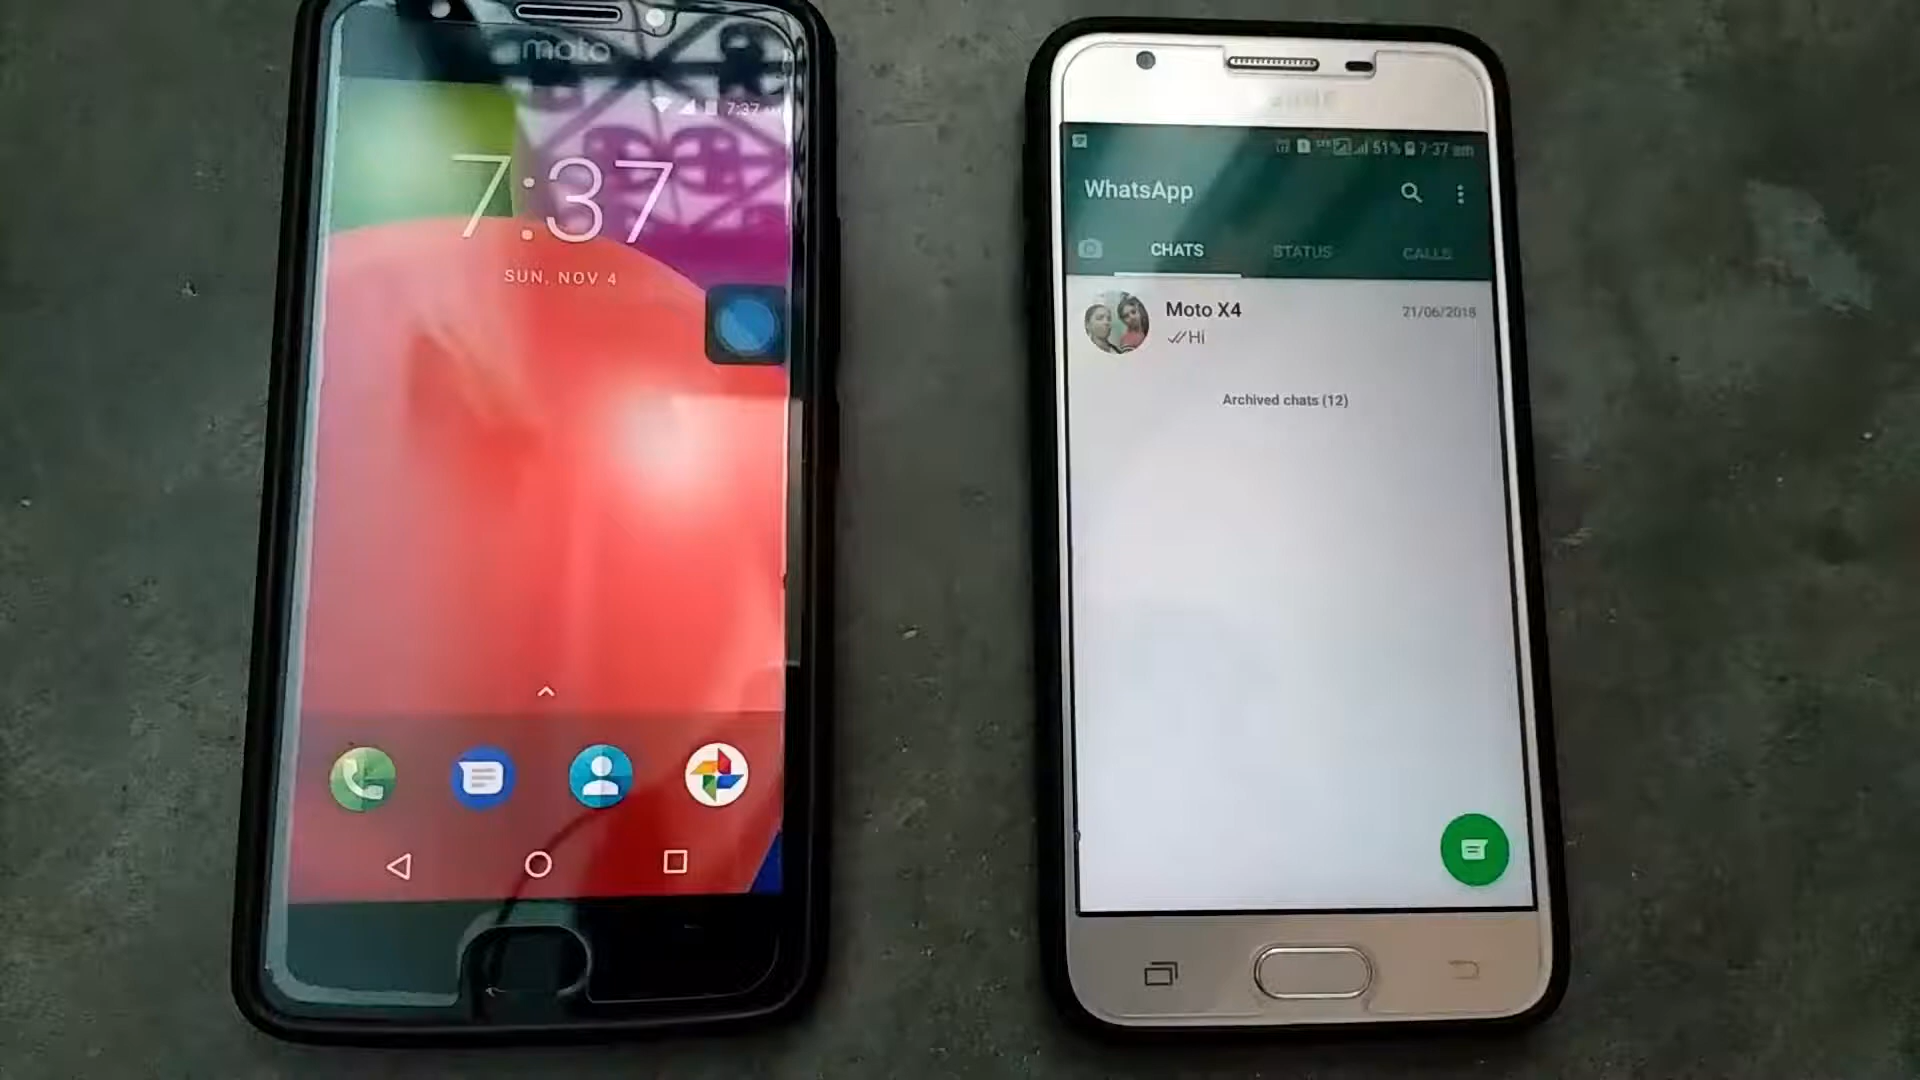 moto
7:37
7:37
SUN, NOV 4
51% 7:37 am
WhatsApp
CHATS STATUS CALLS
Moto X4 21/06/2018
Hi
Archived chats (12)